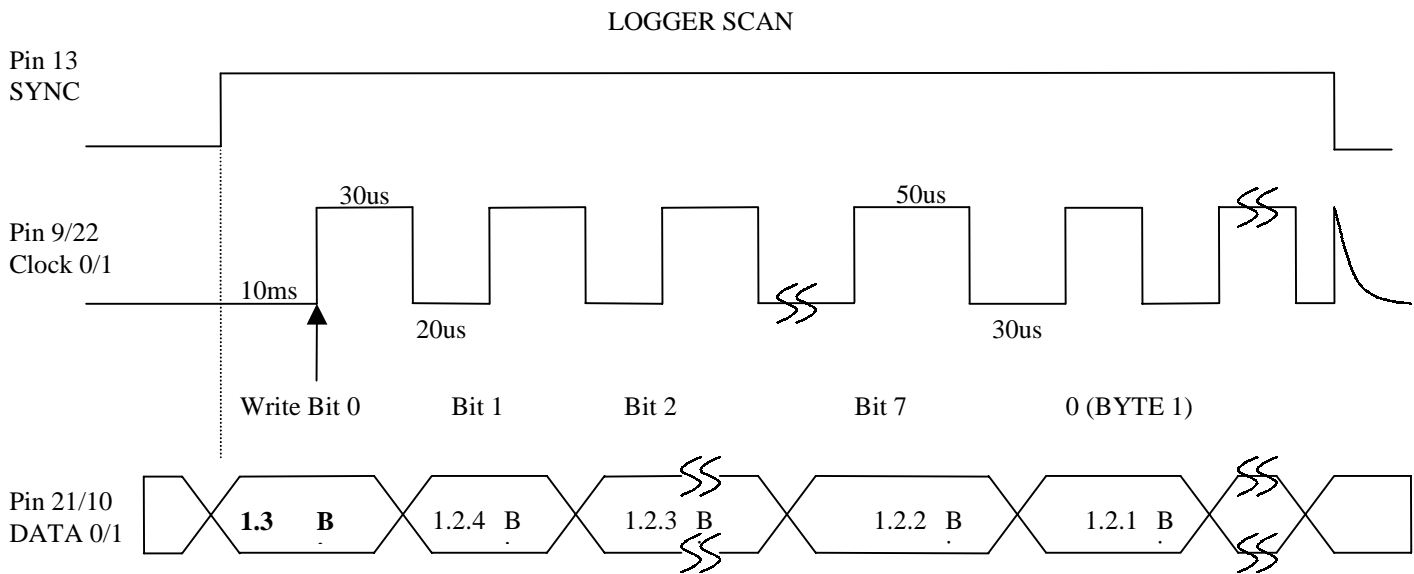 LOGGER SCAN
Pin 13
SYNC
30us
50us
Pin 9/22
Clock 0/1
10ms
20us
30us
Write Bit 0 Bit 1 Bit 2 Bit 7 0 (BYTE 1)
Pin 21/10
DATA 0/1
1.3 B 1.2.4 B 1.2.3 B 1.2.2 B 1.2.1 B